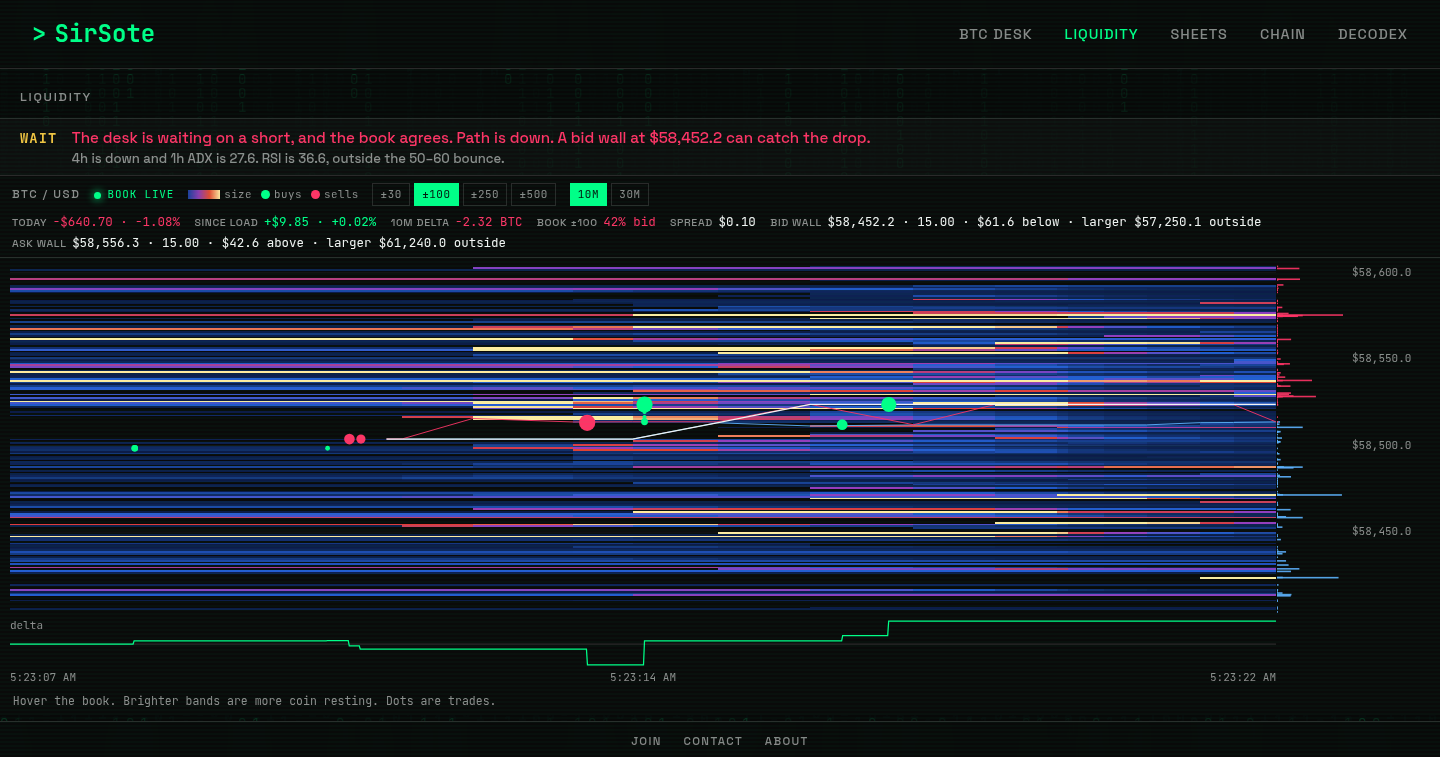 > SirSote
BTC DESK LIQUIDITY SHEETS CHAIN DECODEX
LIQUIDITY
WAIT The desk is waiting on a short, and the book agrees. Path is down. A bid wall at $58,452.2 can catch the drop.
4h is down and 1h ADX is 27.6. RSI is 36.6, outside the 50–60 bounce.
BTC / USD BOOK LIVE size buys sells ±30 ±100 ±250 ±500 10M 30M
TODAY -$640.70 · -1.08% SINCE LOAD +$9.85 · +0.02% 10M DELTA -2.32 BTC BOOK ±100 42% bid SPREAD $0.10 BID WALL $58,452.2 · 15.00 · $61.6 below · larger $57,250.1 outside
ASK WALL $58,556.3 · 15.00 · $42.6 above · larger $61,240.0 outside
$58,600.0
$58,550.0
$58,500.0
$58,450.0
delta
5:23:07 AM 5:23:14 AM 5:23:22 AM
Hover the book. Brighter bands are more coin resting. Dots are trades.
JOIN CONTACT ABOUT